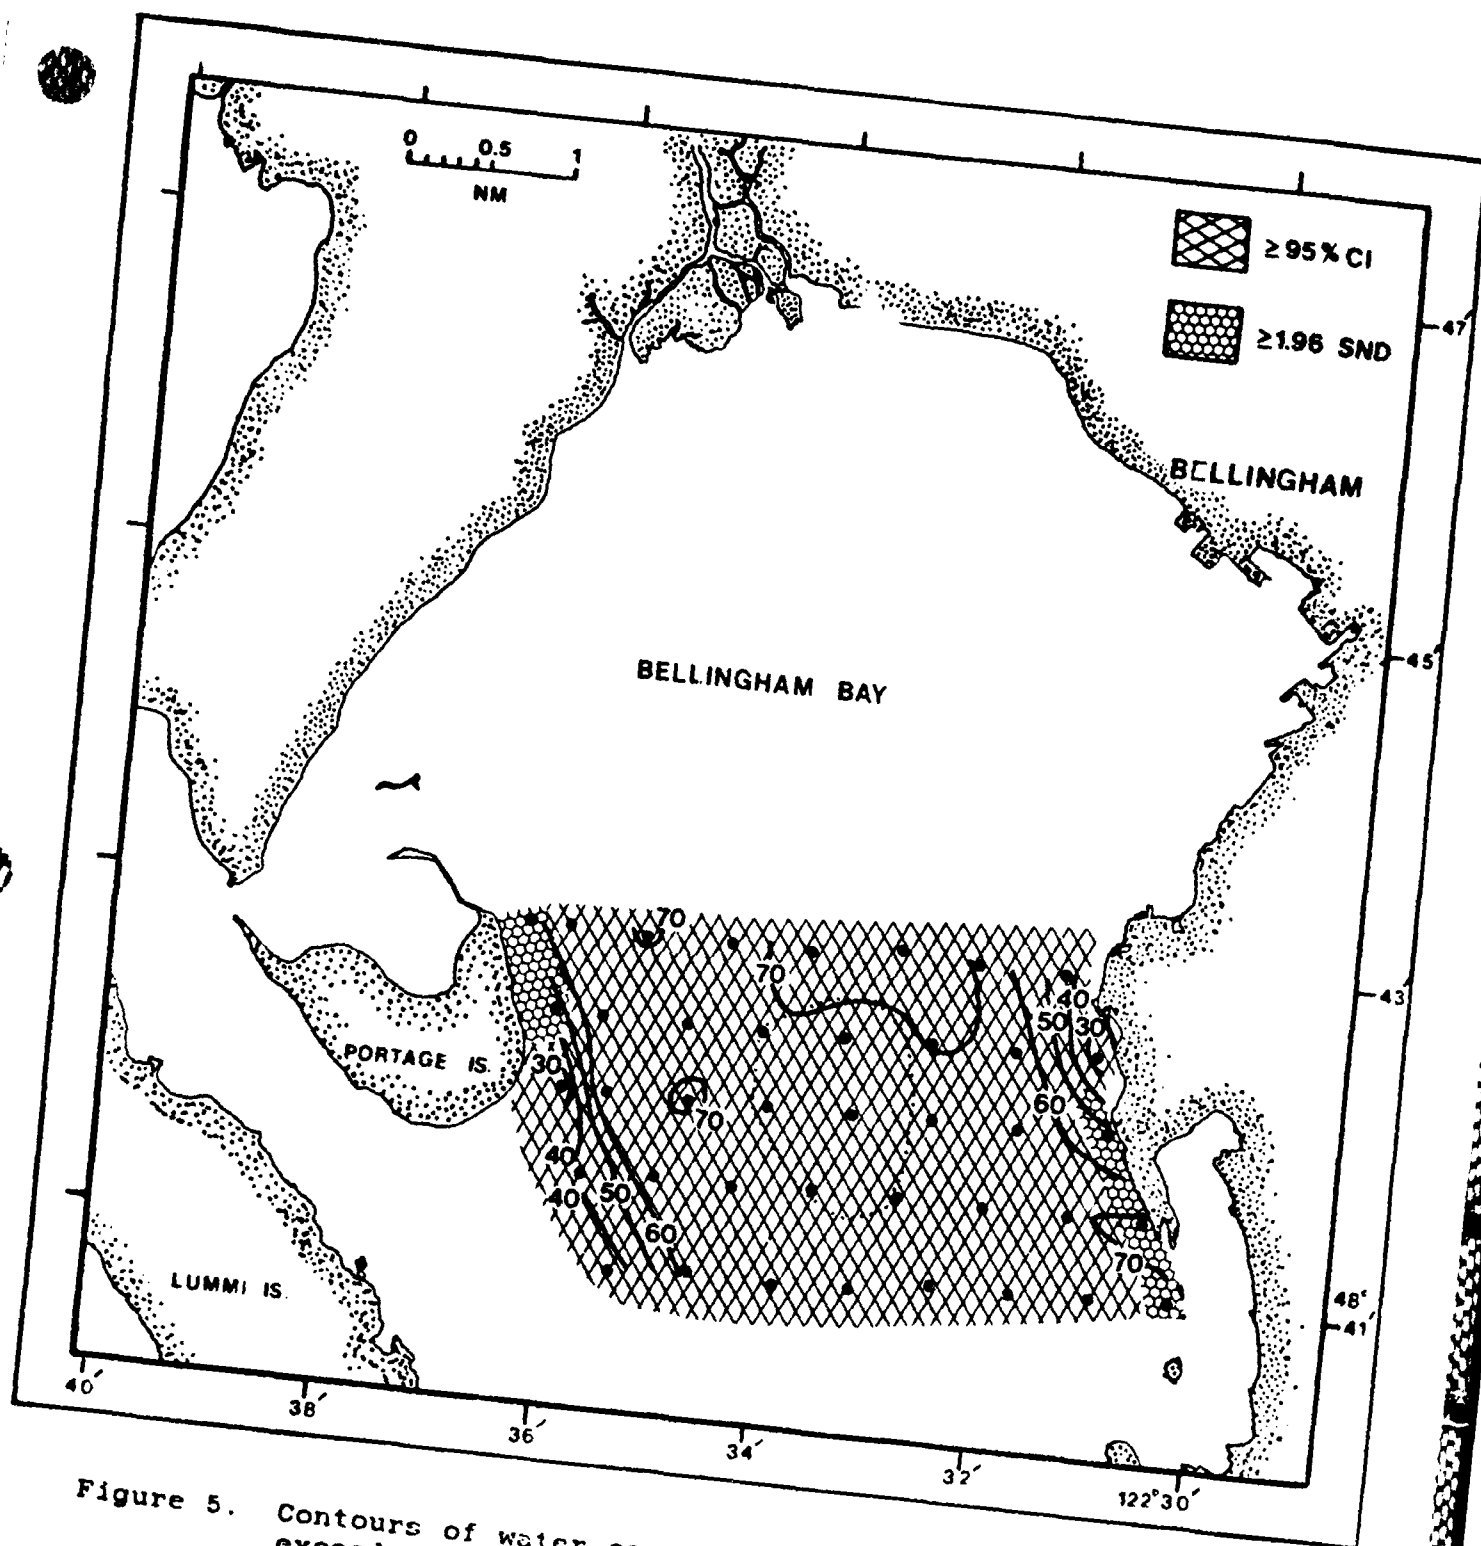 0 0.5 1
NM
≥95% CI
≥1.96 SND
47′
BELLINGHAM
45′
BELLINGHAM BAY
70
70
43′
40
50 30
PORTAGE IS.
30
60
70
40
40 50
60
70
LUMMI IS.
48°
41′
40′
38′
36′
34′
32′
122°30′
Figure 5. Contours of water